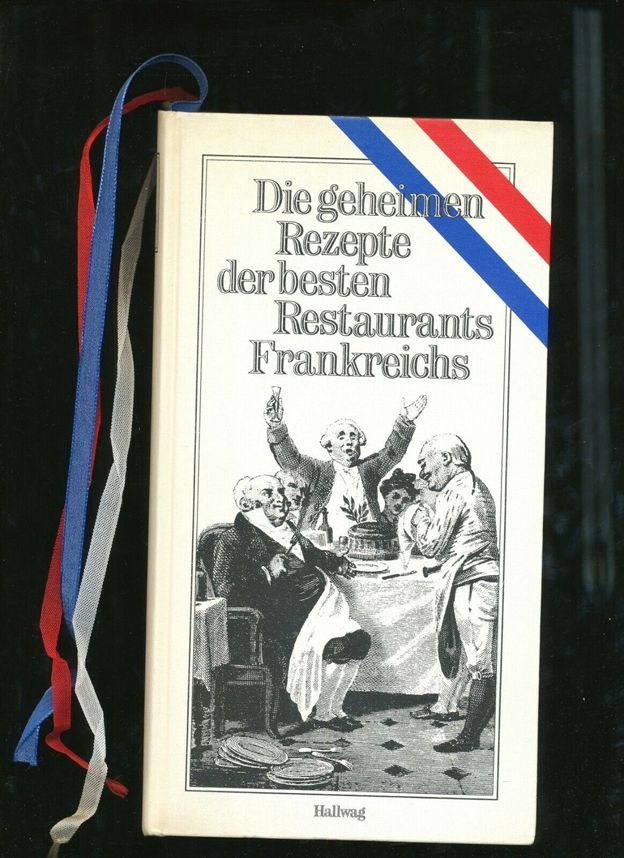 Die geheimen
Rezepte
der besten
Restaurants
Frankreichs
Hallwag